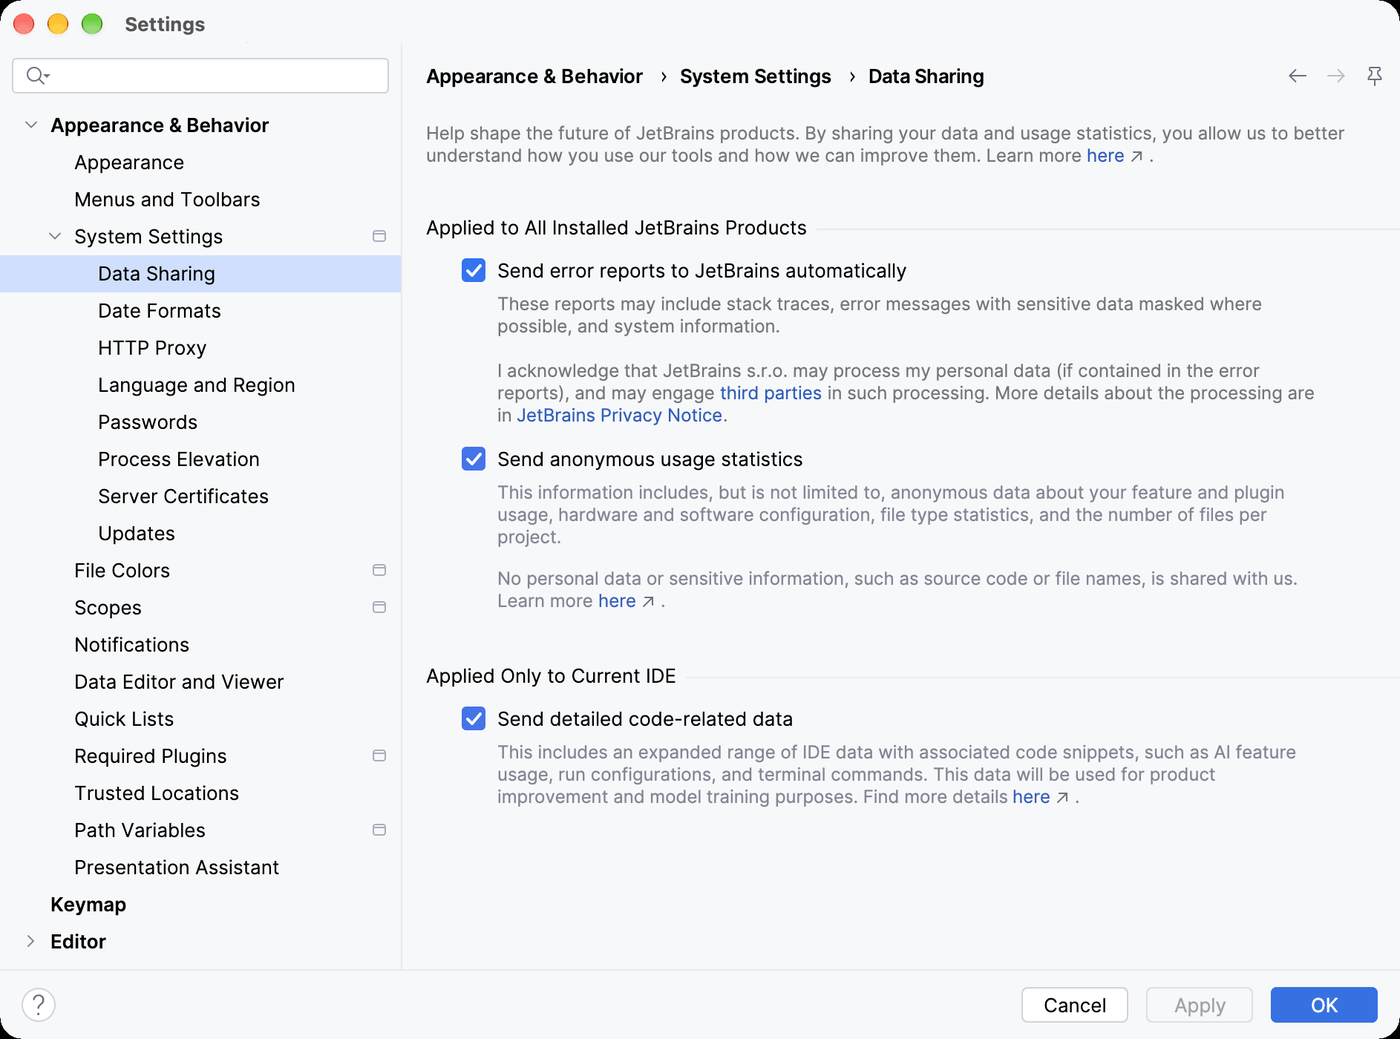 Settings
Appearance & Behavior
Appearance
Menus and Toolbars
System Settings
Data Sharing
Date Formats
HTTP Proxy
Language and Region
Passwords
Process Elevation
Server Certificates
Updates
File Colors
Scopes
Notifications
Data Editor and Viewer
Quick Lists
Required Plugins
Trusted Locations
Path Variables
Presentation Assistant
Keymap
Editor
Appearance & Behavior › System Settings › Data Sharing
Help shape the future of JetBrains products. By sharing your data and usage statistics, you allow us to better
understand how you use our tools and how we can improve them. Learn more here ↗ .
Applied to All Installed JetBrains Products
Send error reports to JetBrains automatically
These reports may include stack traces, error messages with sensitive data masked where
possible, and system information.
I acknowledge that JetBrains s.r.o. may process my personal data (if contained in the error
reports), and may engage third parties in such processing. More details about the processing are
in JetBrains Privacy Notice.
Send anonymous usage statistics
This information includes, but is not limited to, anonymous data about your feature and plugin
usage, hardware and software configuration, file type statistics, and the number of files per
project.
No personal data or sensitive information, such as source code or file names, is shared with us.
Learn more here ↗ .
Applied Only to Current IDE
Send detailed code-related data
This includes an expanded range of IDE data with associated code snippets, such as AI feature
usage, run configurations, and terminal commands. This data will be used for product
improvement and model training purposes. Find more details here ↗ .
?
Cancel
Apply
OK